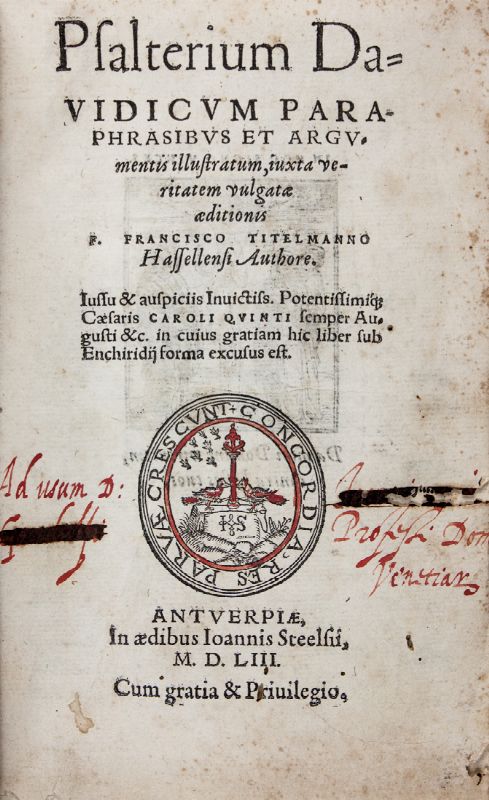 Pſalterium Da=
VIDICVM PARA-
PHRASIBVS ET ARGV-
mentis illuſtratum, iuxta ve-
ritatem vulgatæ
æditionis
F. FRANCISCO TITELMANNO
Haſſellenſi Authore.
Iuſſu & auſpiciis Inuictiſs. Potentiſſimiq;
Cæſaris CAROLI QVINTI ſemper Au-
guſti &c. in cuius gratiam hic liber ſub
Enchiridij forma excuſus eſt.
CONCORDIA·RES PARVÆ CRESCVNT
IS
Ad usum D:
Profeſſi Dom
Venetiar
ANTVERPIÆ,
In ædibus Ioannis Steelſii,
M. D. LIII.
Cum gratia & Priuilegio,